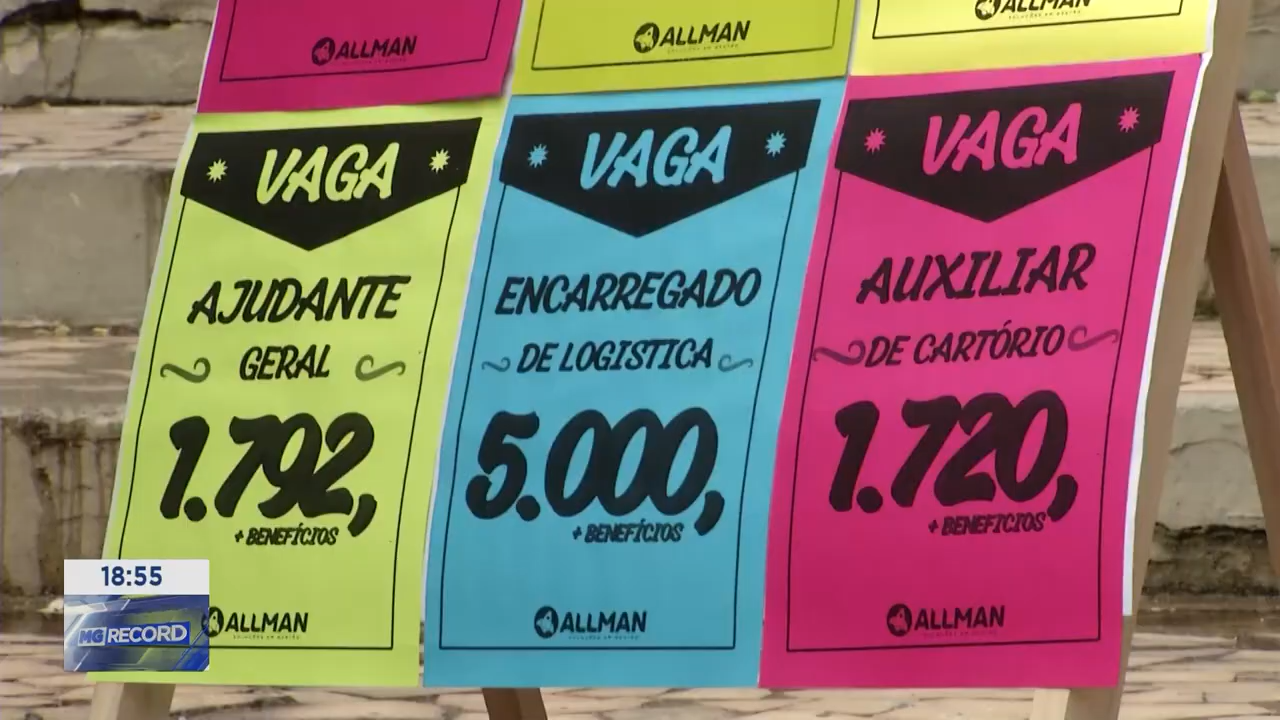 ALLMAN
ALLMAN
ALLMAN
VAGA
AJUDANTE
GERAL
1.792,
+ BENEFÍCIOS
ALLMAN
VAGA
ENCARREGADO
DE LOGISTICA
5.000,
+ BENEFÍCIOS
ALLMAN
VAGA
AUXILIAR
DE CARTÓRIO
1.720,
+ BENEFICIOS
ALLMAN
18:55
MG RECORD